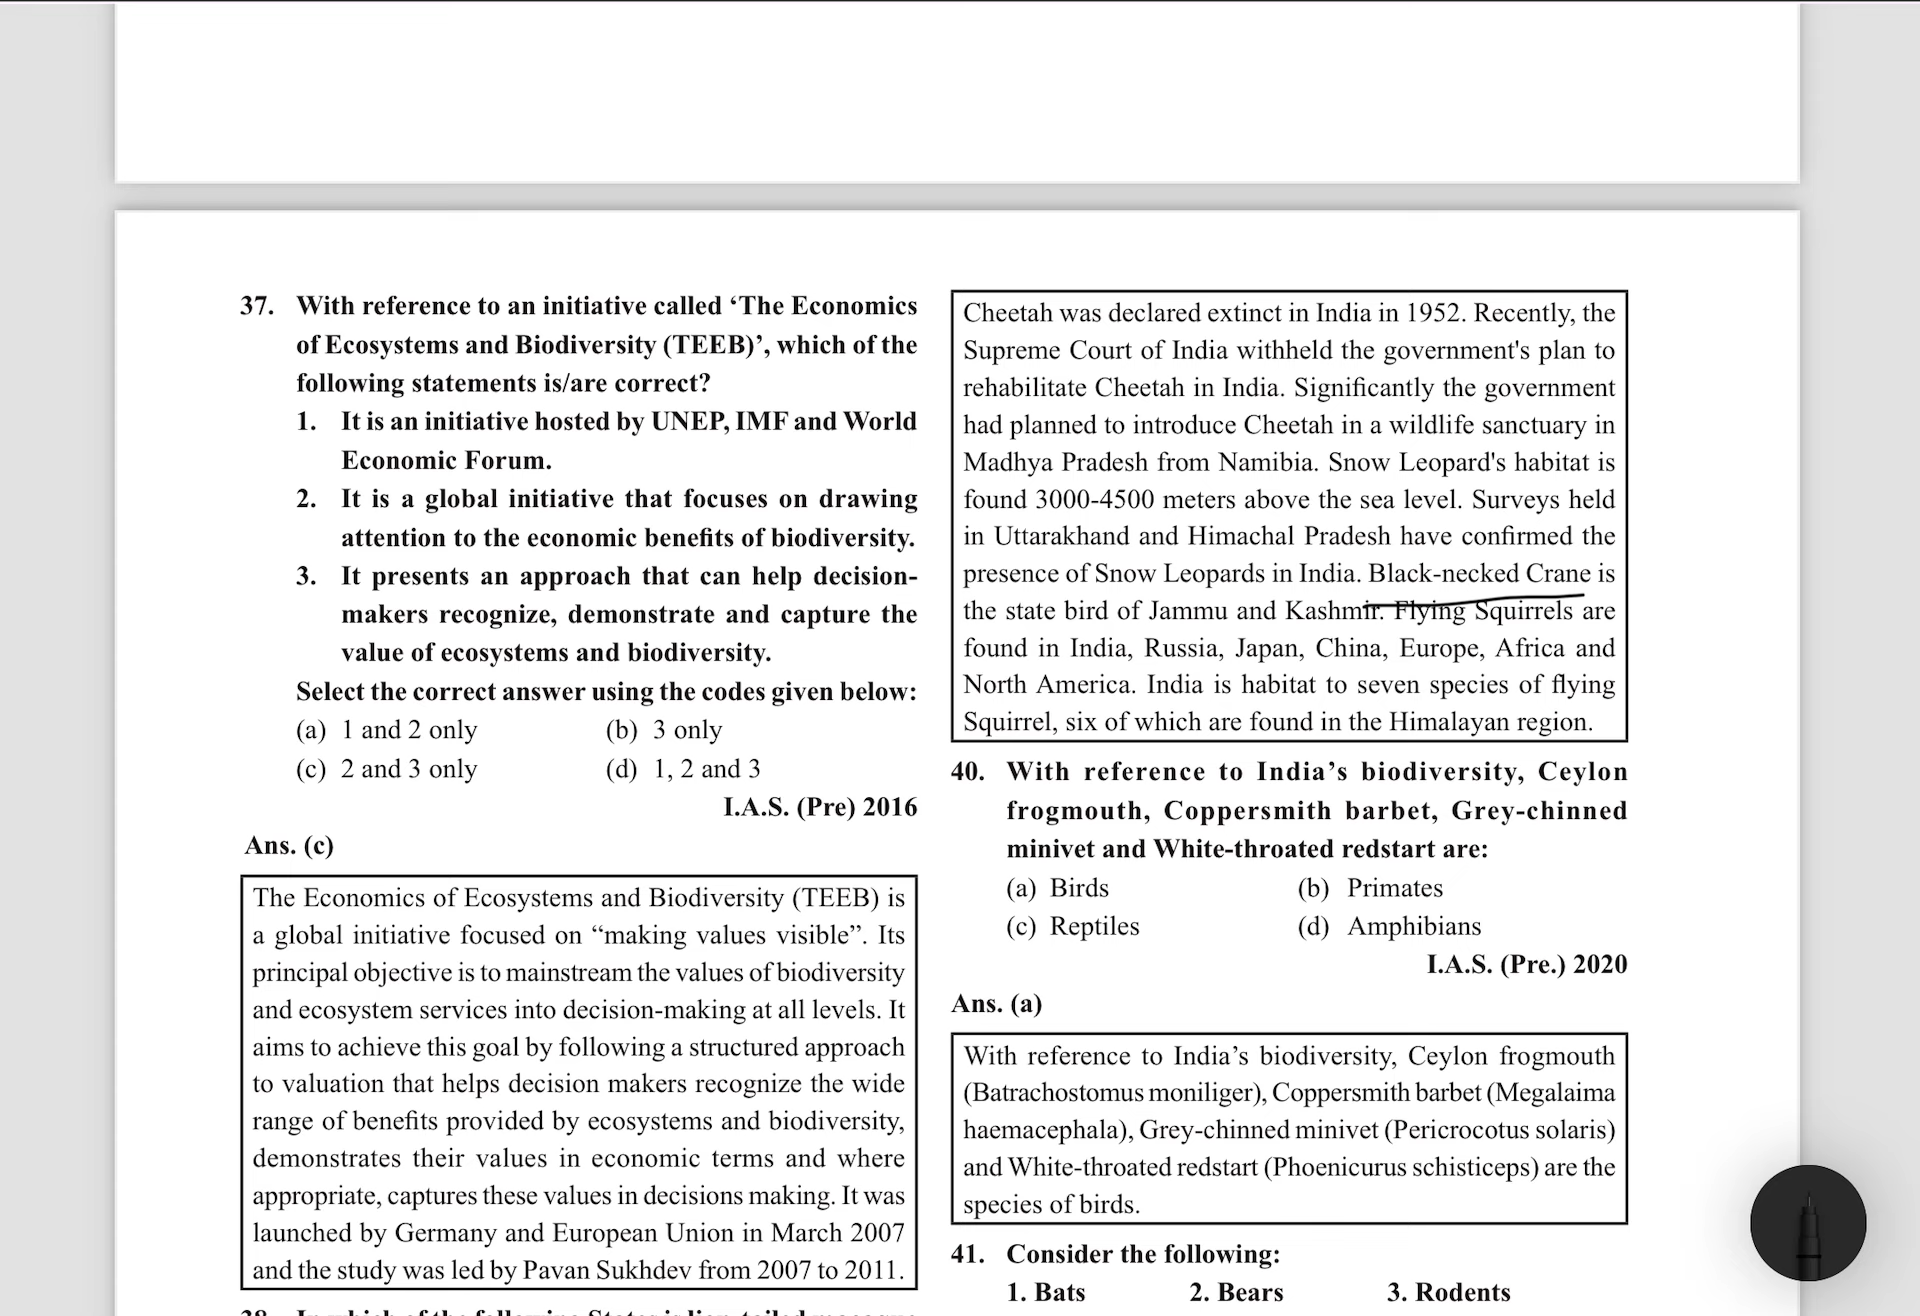 37. With reference to an initiative called ‘The Economics
of Ecosystems and Biodiversity (TEEB)’, which of the
following statements is/are correct?
1. It is an initiative hosted by UNEP, IMF and World
Economic Forum.
2. It is a global initiative that focuses on drawing
attention to the economic benefits of biodiversity.
3. It presents an approach that can help decision-
makers recognize, demonstrate and capture the
value of ecosystems and biodiversity.
Select the correct answer using the codes given below:
(a) 1 and 2 only (b) 3 only
(c) 2 and 3 only (d) 1, 2 and 3
I.A.S. (Pre) 2016
Ans. (c)
The Economics of Ecosystems and Biodiversity (TEEB) is
a global initiative focused on “making values visible”. Its
principal objective is to mainstream the values of biodiversity
and ecosystem services into decision-making at all levels. It
aims to achieve this goal by following a structured approach
to valuation that helps decision makers recognize the wide
range of benefits provided by ecosystems and biodiversity,
demonstrates their values in economic terms and where
appropriate, captures these values in decisions making. It was
launched by Germany and European Union in March 2007
and the study was led by Pavan Sukhdev from 2007 to 2011.
38. In which of the following States is lion-tailed macaque
Cheetah was declared extinct in India in 1952. Recently, the
Supreme Court of India withheld the government's plan to
rehabilitate Cheetah in India. Significantly the government
had planned to introduce Cheetah in a wildlife sanctuary in
Madhya Pradesh from Namibia. Snow Leopard's habitat is
found 3000-4500 meters above the sea level. Surveys held
in Uttarakhand and Himachal Pradesh have confirmed the
presence of Snow Leopards in India. Black-necked Crane is
the state bird of Jammu and Kashmir. Flying Squirrels are
found in India, Russia, Japan, China, Europe, Africa and
North America. India is habitat to seven species of flying
Squirrel, six of which are found in the Himalayan region.
40. With reference to India’s biodiversity, Ceylon
frogmouth, Coppersmith barbet, Grey-chinned
minivet and White-throated redstart are:
(a) Birds (b) Primates
(c) Reptiles (d) Amphibians
I.A.S. (Pre.) 2020
Ans. (a)
With reference to India’s biodiversity, Ceylon frogmouth
(Batrachostomus moniliger), Coppersmith barbet (Megalaima
haemacephala), Grey-chinned minivet (Pericrocotus solaris)
and White-throated redstart (Phoenicurus schisticeps) are the
species of birds.
41. Consider the following:
1. Bats 2. Bears 3. Rodents